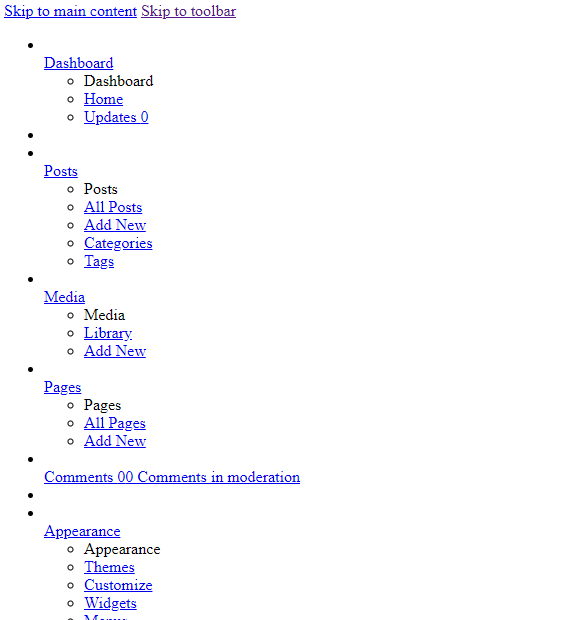 Skip to main content Skip to toolbar
Dashboard
Dashboard
Home
Updates 0
Posts
Posts
All Posts
Add New
Categories
Tags
Media
Media
Library
Add New
Pages
Pages
All Pages
Add New
Comments 00 Comments in moderation
Appearance
Appearance
Themes
Customize
Widgets
Menus